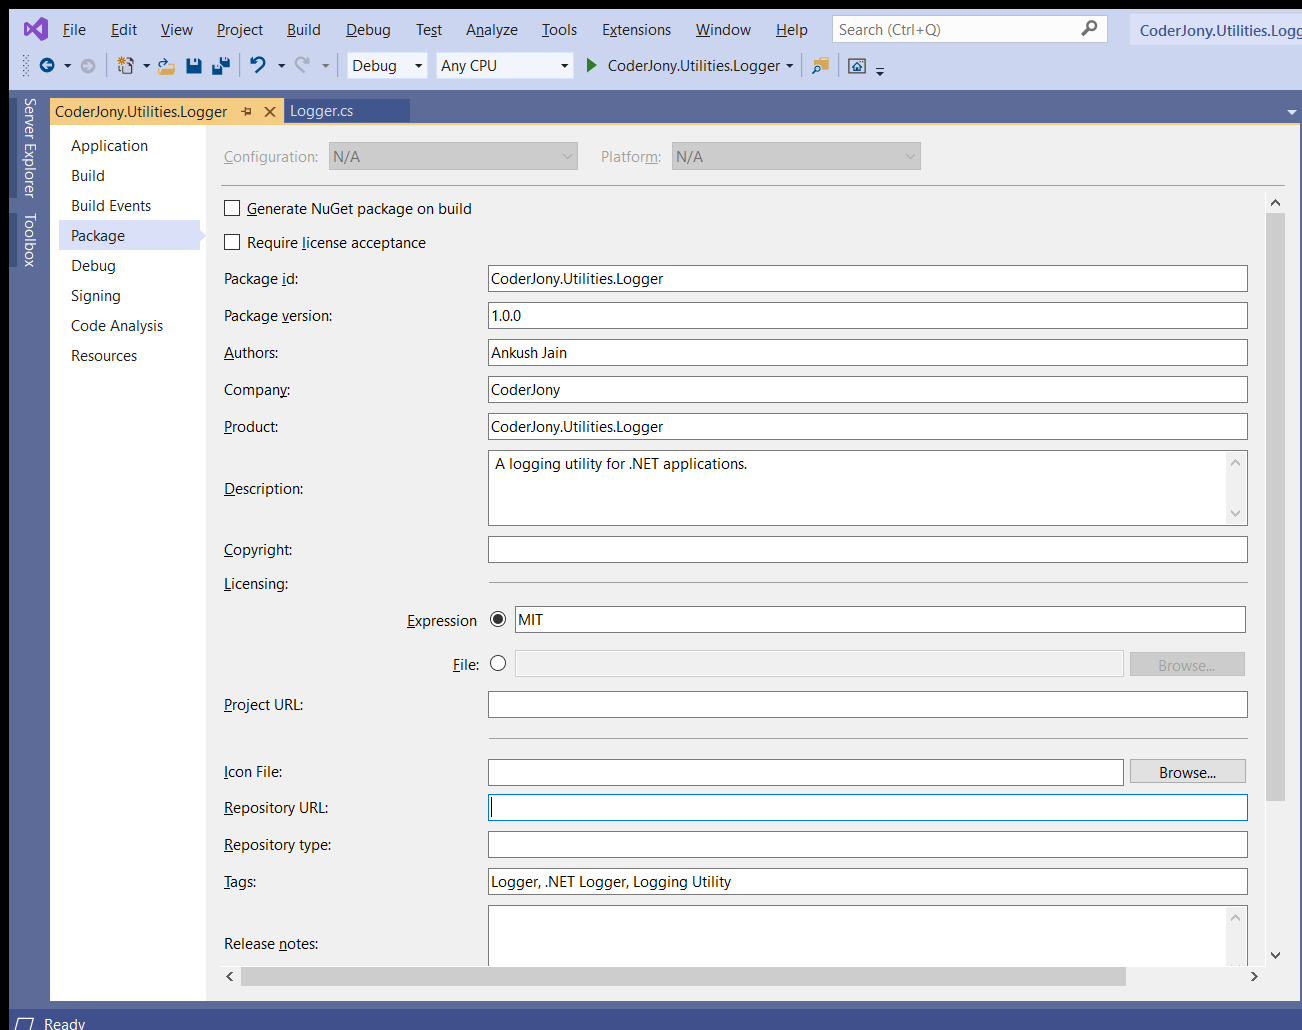 File Edit View Project Build Debug Test Analyze Tools Extensions Window Help Search (Ctrl+Q) CoderJony.Utilities.Logg
Debug Any CPU CoderJony.Utilities.Logger
Server Explorer
Toolbox
CoderJony.Utilities.Logger Logger.cs
Application
Build
Build Events
Package
Debug
Signing
Code Analysis
Resources
Configuration: N/A Platform: N/A
Generate NuGet package on build
Require license acceptance
Package id: CoderJony.Utilities.Logger
Package version: 1.0.0
Authors: Ankush Jain
Company: CoderJony
Product: CoderJony.Utilities.Logger
Description: A logging utility for .NET applications.
Copyright:
Licensing:
Expression MIT
File: Browse...
Project URL:
Icon File: Browse...
Repository URL:
Repository type:
Tags: Logger, .NET Logger, Logging Utility
Release notes:
Ready